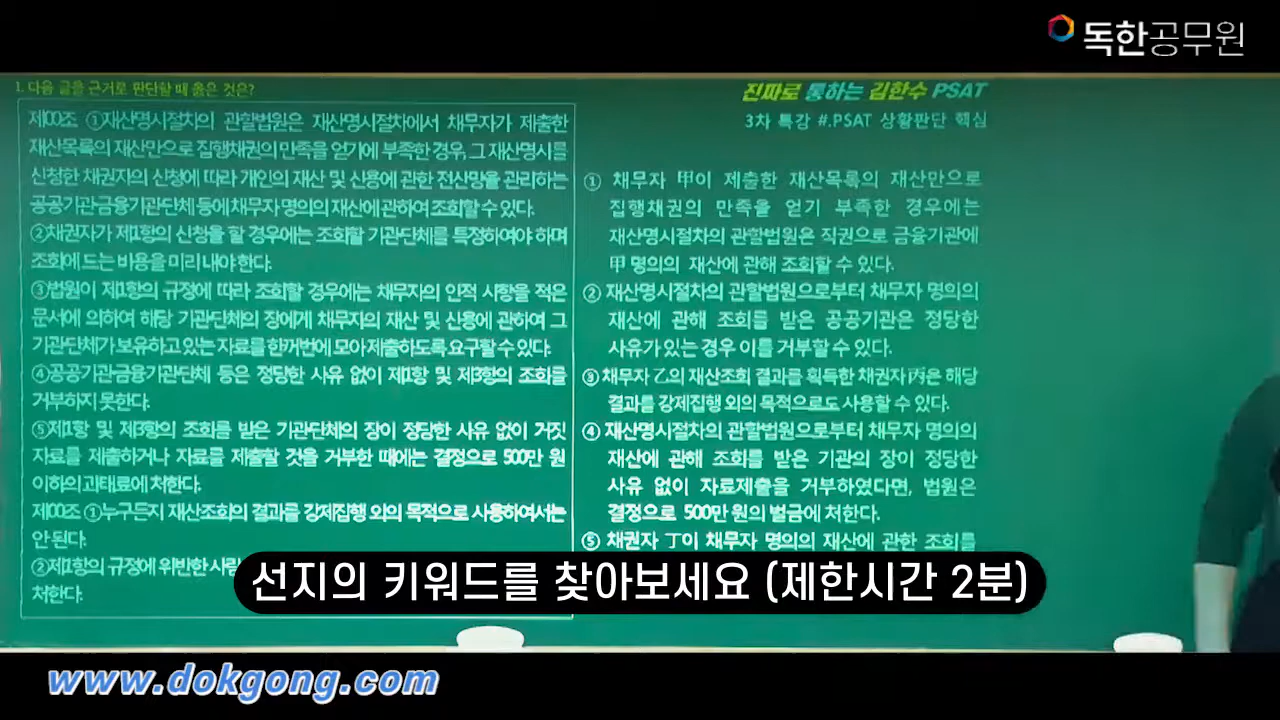 독한공무원
1. 다음 글을 근거로 판단할 때 옳은 것은?
제00조 ①재산명시절차의 관할법원은 재산명시절차에서 채무자가 제출한
재산목록의 재산만으로 집행채권의 만족을 얻기에 부족한 경우, 그 재산명시를
신청한 채권자의 신청에 따라 개인의 재산 및 신용에 관한 전산망을 관리하는
공공기관·금융기관·단체 등에 채무자 명의의 재산에 관하여 조회할 수 있다.
②채권자가 제1항의 신청을 할 경우에는 조회할 기관·단체를 특정하여야 하며
조회에 드는 비용을 미리 내야 한다.
③법원이 제1항의 규정에 따라 조회할 경우에는 채무자의 인적 사항을 적은
문서에 의하여 해당 기관·단체의 장에게 채무자의 재산 및 신용에 관하여 그
기관·단체가 보유하고 있는 자료를 한꺼번에 모아 제출하도록 요구할 수 있다.
④공공기관·금융기관·단체 등은 정당한 사유 없이 제1항 및 제3항의 조회를
거부하지 못한다.
⑤제1항 및 제3항의 조회를 받은 기관·단체의 장이 정당한 사유 없이 거짓
자료를 제출하거나 자료를 제출할 것을 거부한 때에는 결정으로 500만 원
이하의 과태료에 처한다.
제00조 ①누구든지 재산조회의 결과를 강제집행 외의 목적으로 사용하여서는
안 된다.
②제1항의 규정에 위반한 사람
처한다.
진파로 통하는 김한수 PSAT
3차 특강 #.PSAT 상황판단 핵심
① 채무자 甲이 제출한 재산목록의 재산만으로
집행채권의 만족을 얻기 부족한 경우에는
재산명시절차의 관할법원은 직권으로 금융기관에
甲 명의의 재산에 관해 조회할 수 있다.
② 재산명시절차의 관할법원으로부터 채무자 명의의
재산에 관해 조회를 받은 공공기관은 정당한
사유가 있는 경우 이를 거부할 수 있다.
③ 채무자 乙의 재산조회 결과를 획득한 채권자 丙은 해당
결과를 강제집행 외의 목적으로도 사용할 수 있다.
④ 재산명시절차의 관할법원으로부터 채무자 명의의
재산에 관해 조회를 받은 기관의 장이 정당한
사유 없이 자료제출을 거부하였다면, 법원은
결정으로 500만 원의 벌금에 처한다.
⑤ 채권자 丁이 채무자 명의의 재산에 관한 조회를
선지의 키워드를 찾아보세요 (제한시간 2분)
www.dokgong.com